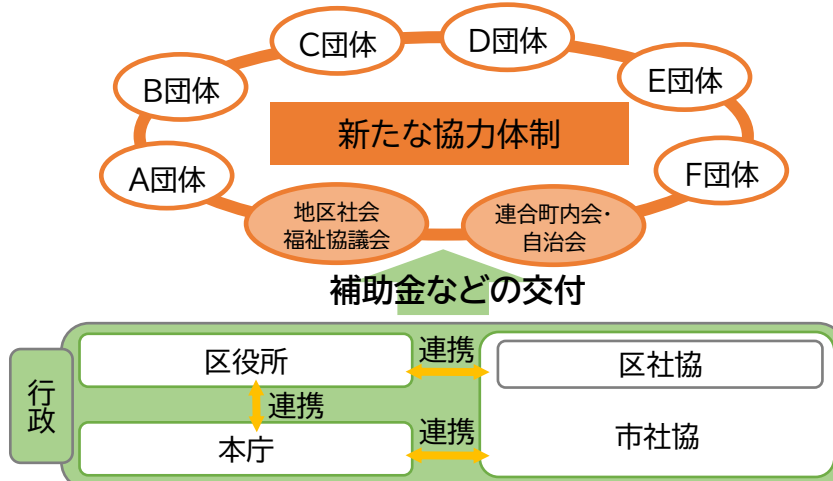 C団体
D団体
B団体
E団体
新たな協力体制
A団体
F団体
地区社会
福祉協議会
連合町内会・
自治会
補助金などの交付
行政
区役所
連携
区社協
連携
本庁
連携
市社協